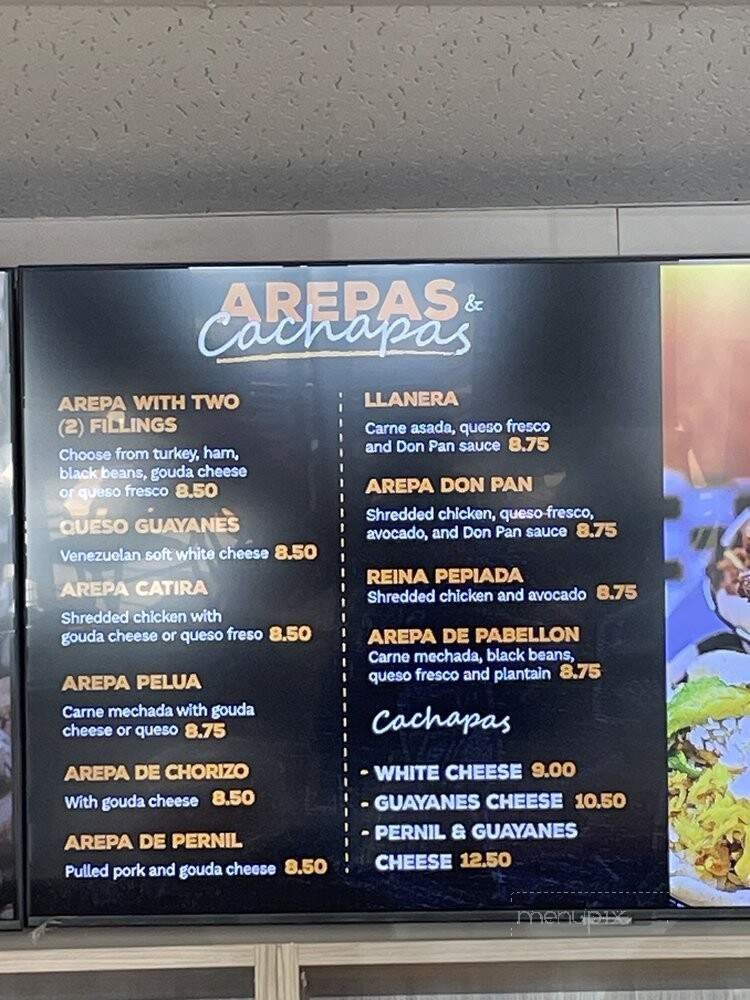 AREPAS &
Cachapas
AREPA WITH TWO
(2) FILLINGS
Choose from turkey, ham,
black beans, gouda cheese
or queso fresco 8.50
QUESO GUAYANES
Venezuelan soft white cheese 8.50
AREPA CATIRA
Shredded chicken with
gouda cheese or queso freso 8.50
AREPA PELUA
Carne mechada with gouda
cheese or queso 8.75
AREPA DE CHORIZO
With gouda cheese 8.50
AREPA DE PERNIL
Pulled pork and gouda cheese 8.50
LLANERA
Carne asada, queso fresco
and Don Pan sauce 8.75
AREPA DON PAN
Shredded chicken, queso fresco,
avocado, and Don Pan sauce 8.75
REINA PEPIADA
Shredded chicken and avocado 8.75
AREPA DE PABELLON
Carne mechada, black beans,
queso fresco and plantain 8.75
Cachapas
- WHITE CHEESE 9.00
- GUAYANES CHEESE 10.50
- PERNIL & GUAYANES
CHEESE 12.50
menupix